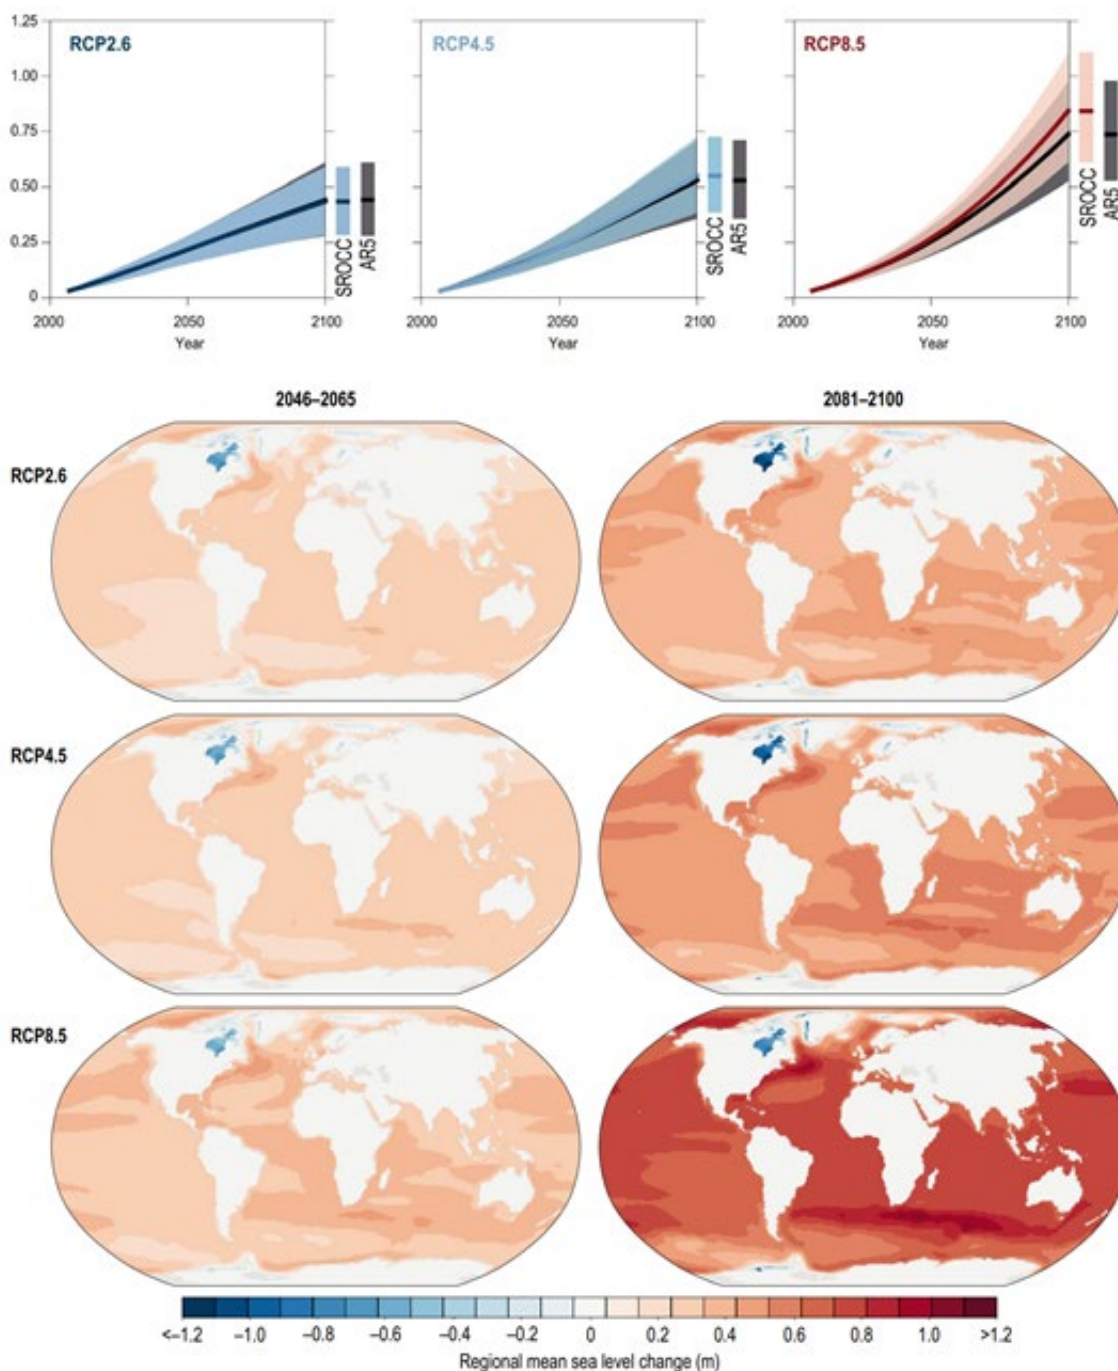 1.25
1.00
0.75
0.50
0.25
0
RCP2.6
RCP4.5
RCP8.5
SROCC
AR5
SROCC
AR5
SROCC
AR5
2000 2050 2100
2000 2050 2100
2000 2050 2100
Year
Year
Year
2046–2065 2081–2100
RCP2.6
RCP4.5
RCP8.5
<–1.2 –1.0 –0.8 –0.6 –0.4 –0.2 0 0.2 0.4 0.6 0.8 1.0 >1.2
Regional mean sea level change (m)